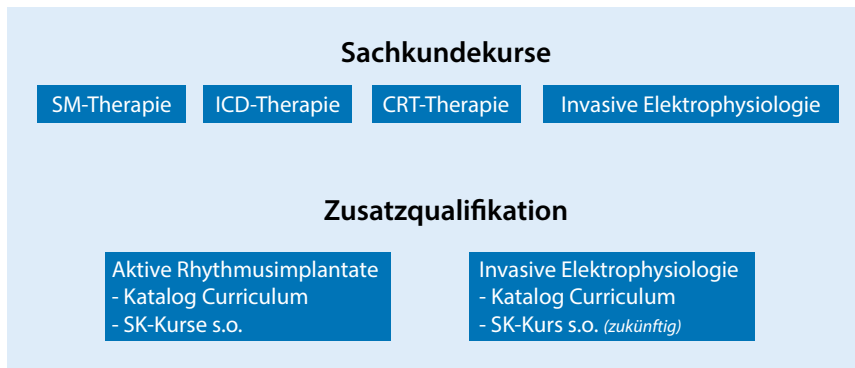 Sachkundekurse
SM-Therapie ICD-Therapie CRT-Therapie Invasive Elektrophysiologie
Zusatzqualifikation
Aktive Rhythmusimplantate
- Katalog Curriculum
- SK-Kurse s.o.
Invasive Elektrophysiologie
- Katalog Curriculum
- SK-Kurs s.o. (zukünftig)